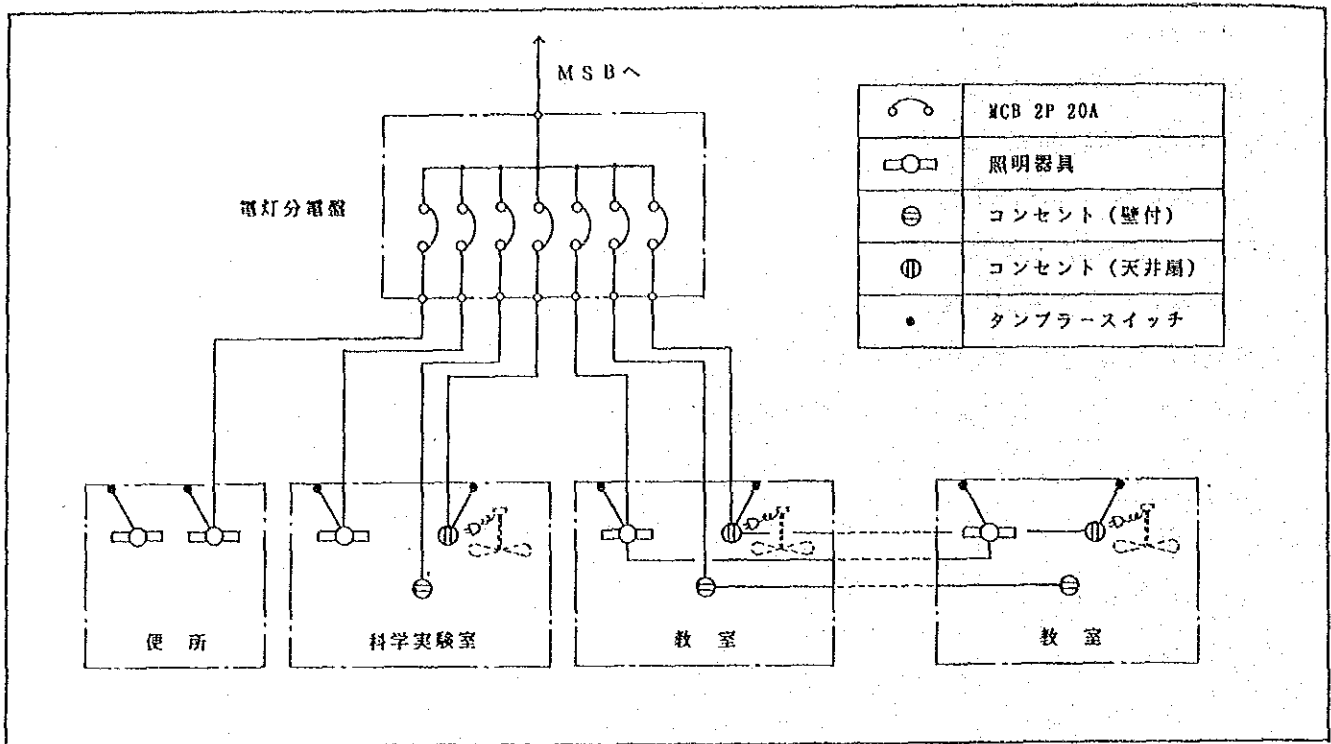 MSBへ
電灯分電盤
MCB 2P 20A
照明器具
コンセント(壁付)
コンセント(天井扇)
タンブラースイッチ
便所
科学実験室
教室
教室